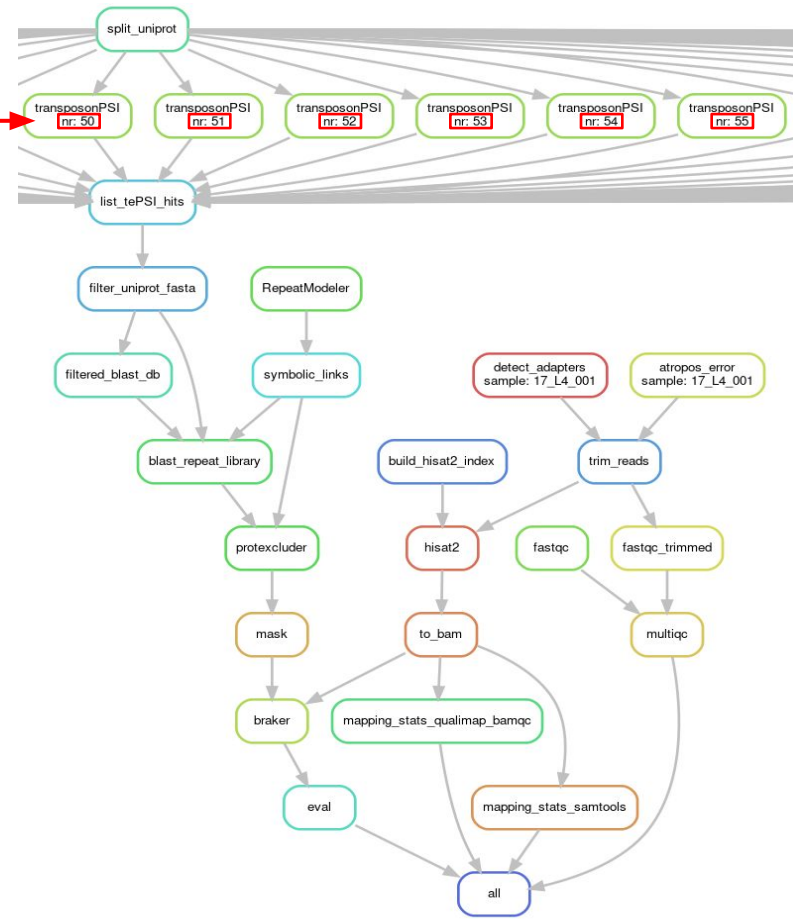 split_uniprot
transposonPSI
nr: 50
transposonPSI
nr: 51
transposonPSI
nr: 52
transposonPSI
nr: 53
transposonPSI
nr: 54
transposonPSI
nr: 55
list_tePSI_hits
filter_uniprot_fasta
RepeatModeler
filtered_blast_db
symbolic_links
detect_adapters
sample: 17_L4_001
atropos_error
sample: 17_L4_001
blast_repeat_library
build_hisat2_index
trim_reads
protexcluder
hisat2
fastqc
fastqc_trimmed
mask
to_bam
multiqc
braker
mapping_stats_qualimap_bamqc
eval
mapping_stats_samtools
all